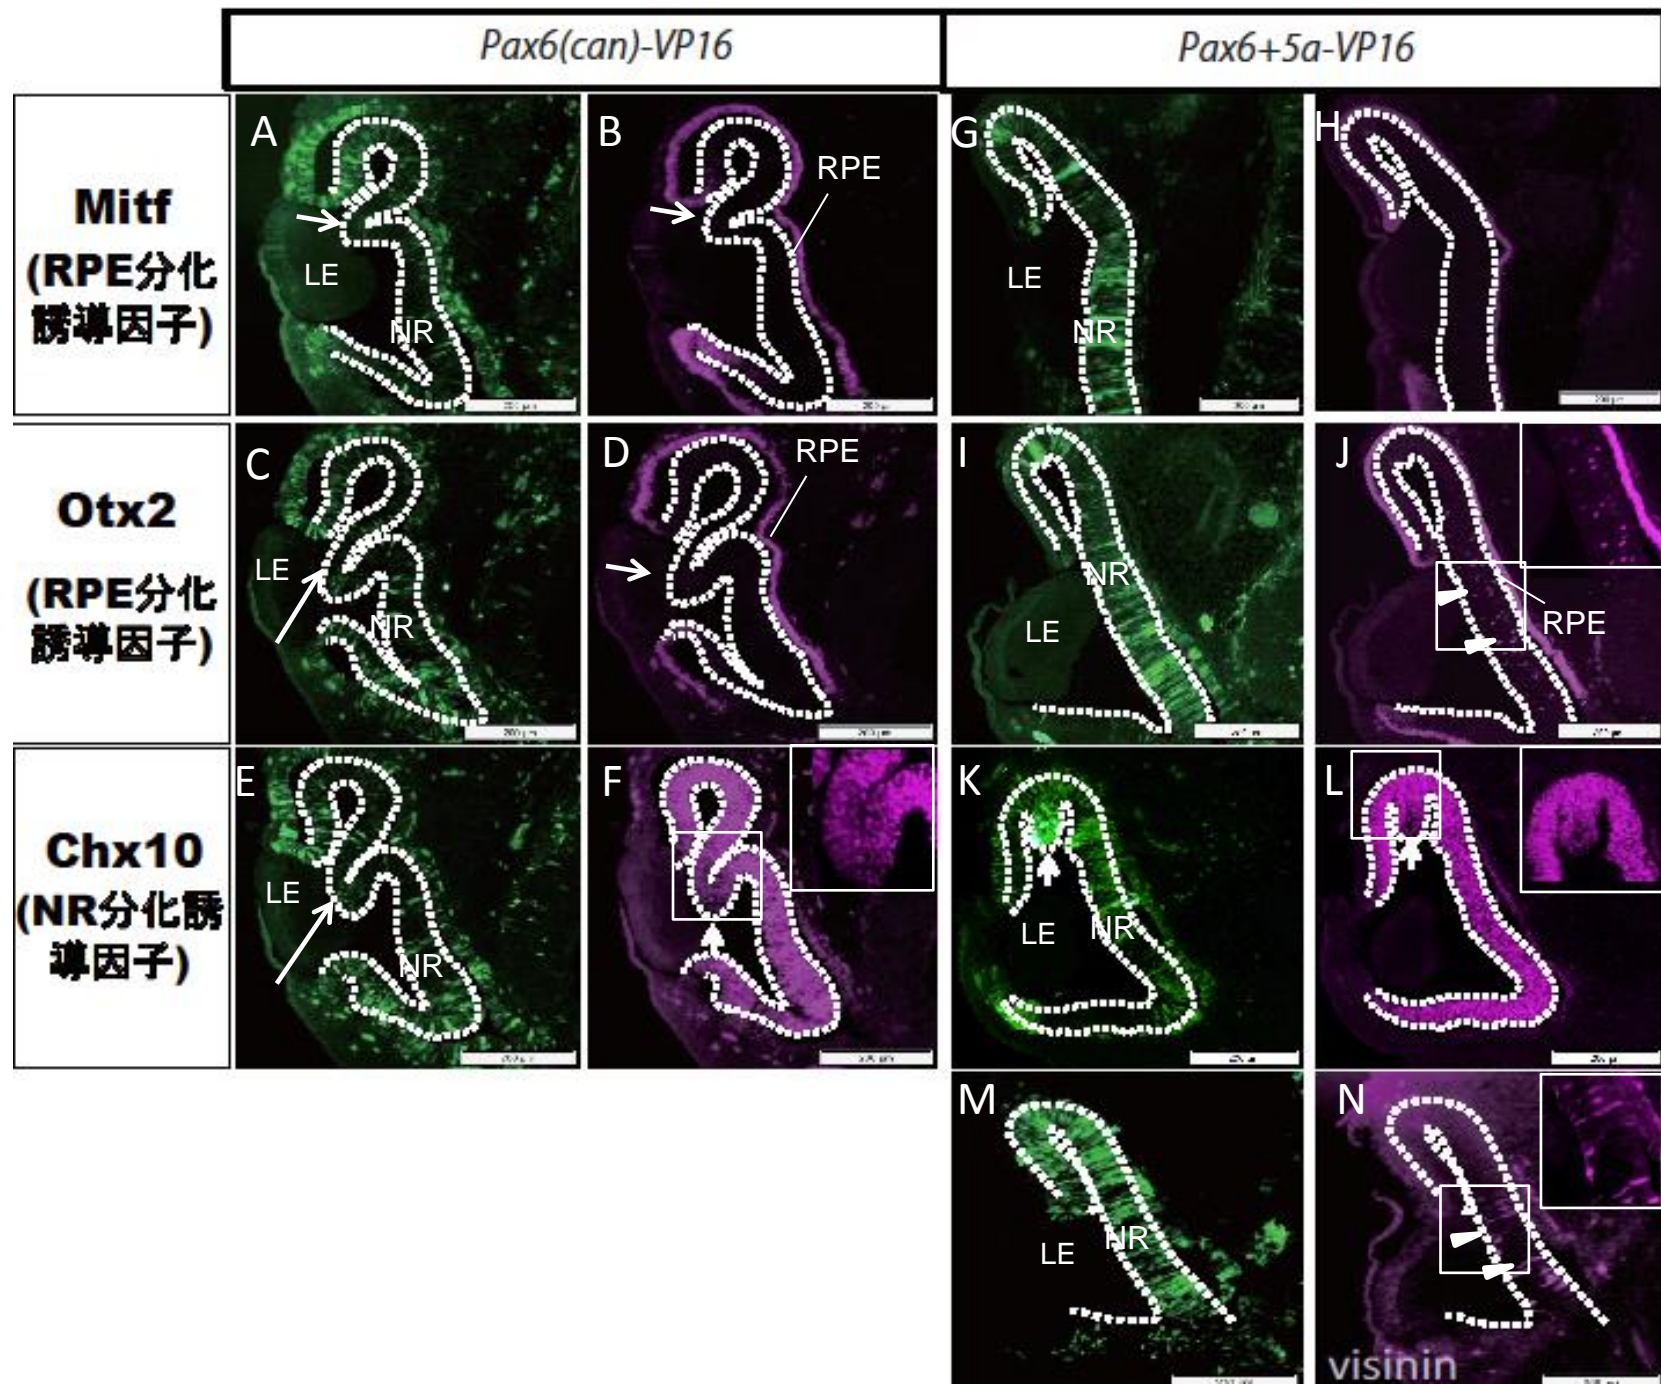 Pax6(can)-VP16
Pax6+5a-VP16
Mitf
(RPE分化
誘導因子)
A
LE
NR
B
RPE
G
LE
NR
H
Otx2
(RPE分化
誘導因子)
C
LE
NR
D
RPE
I
NR
LE
J
RPE
Chx10
(NR分化誘
導因子)
E
LE
NR
F
K
LE
NR
L
M
LE
NR
N
visinin